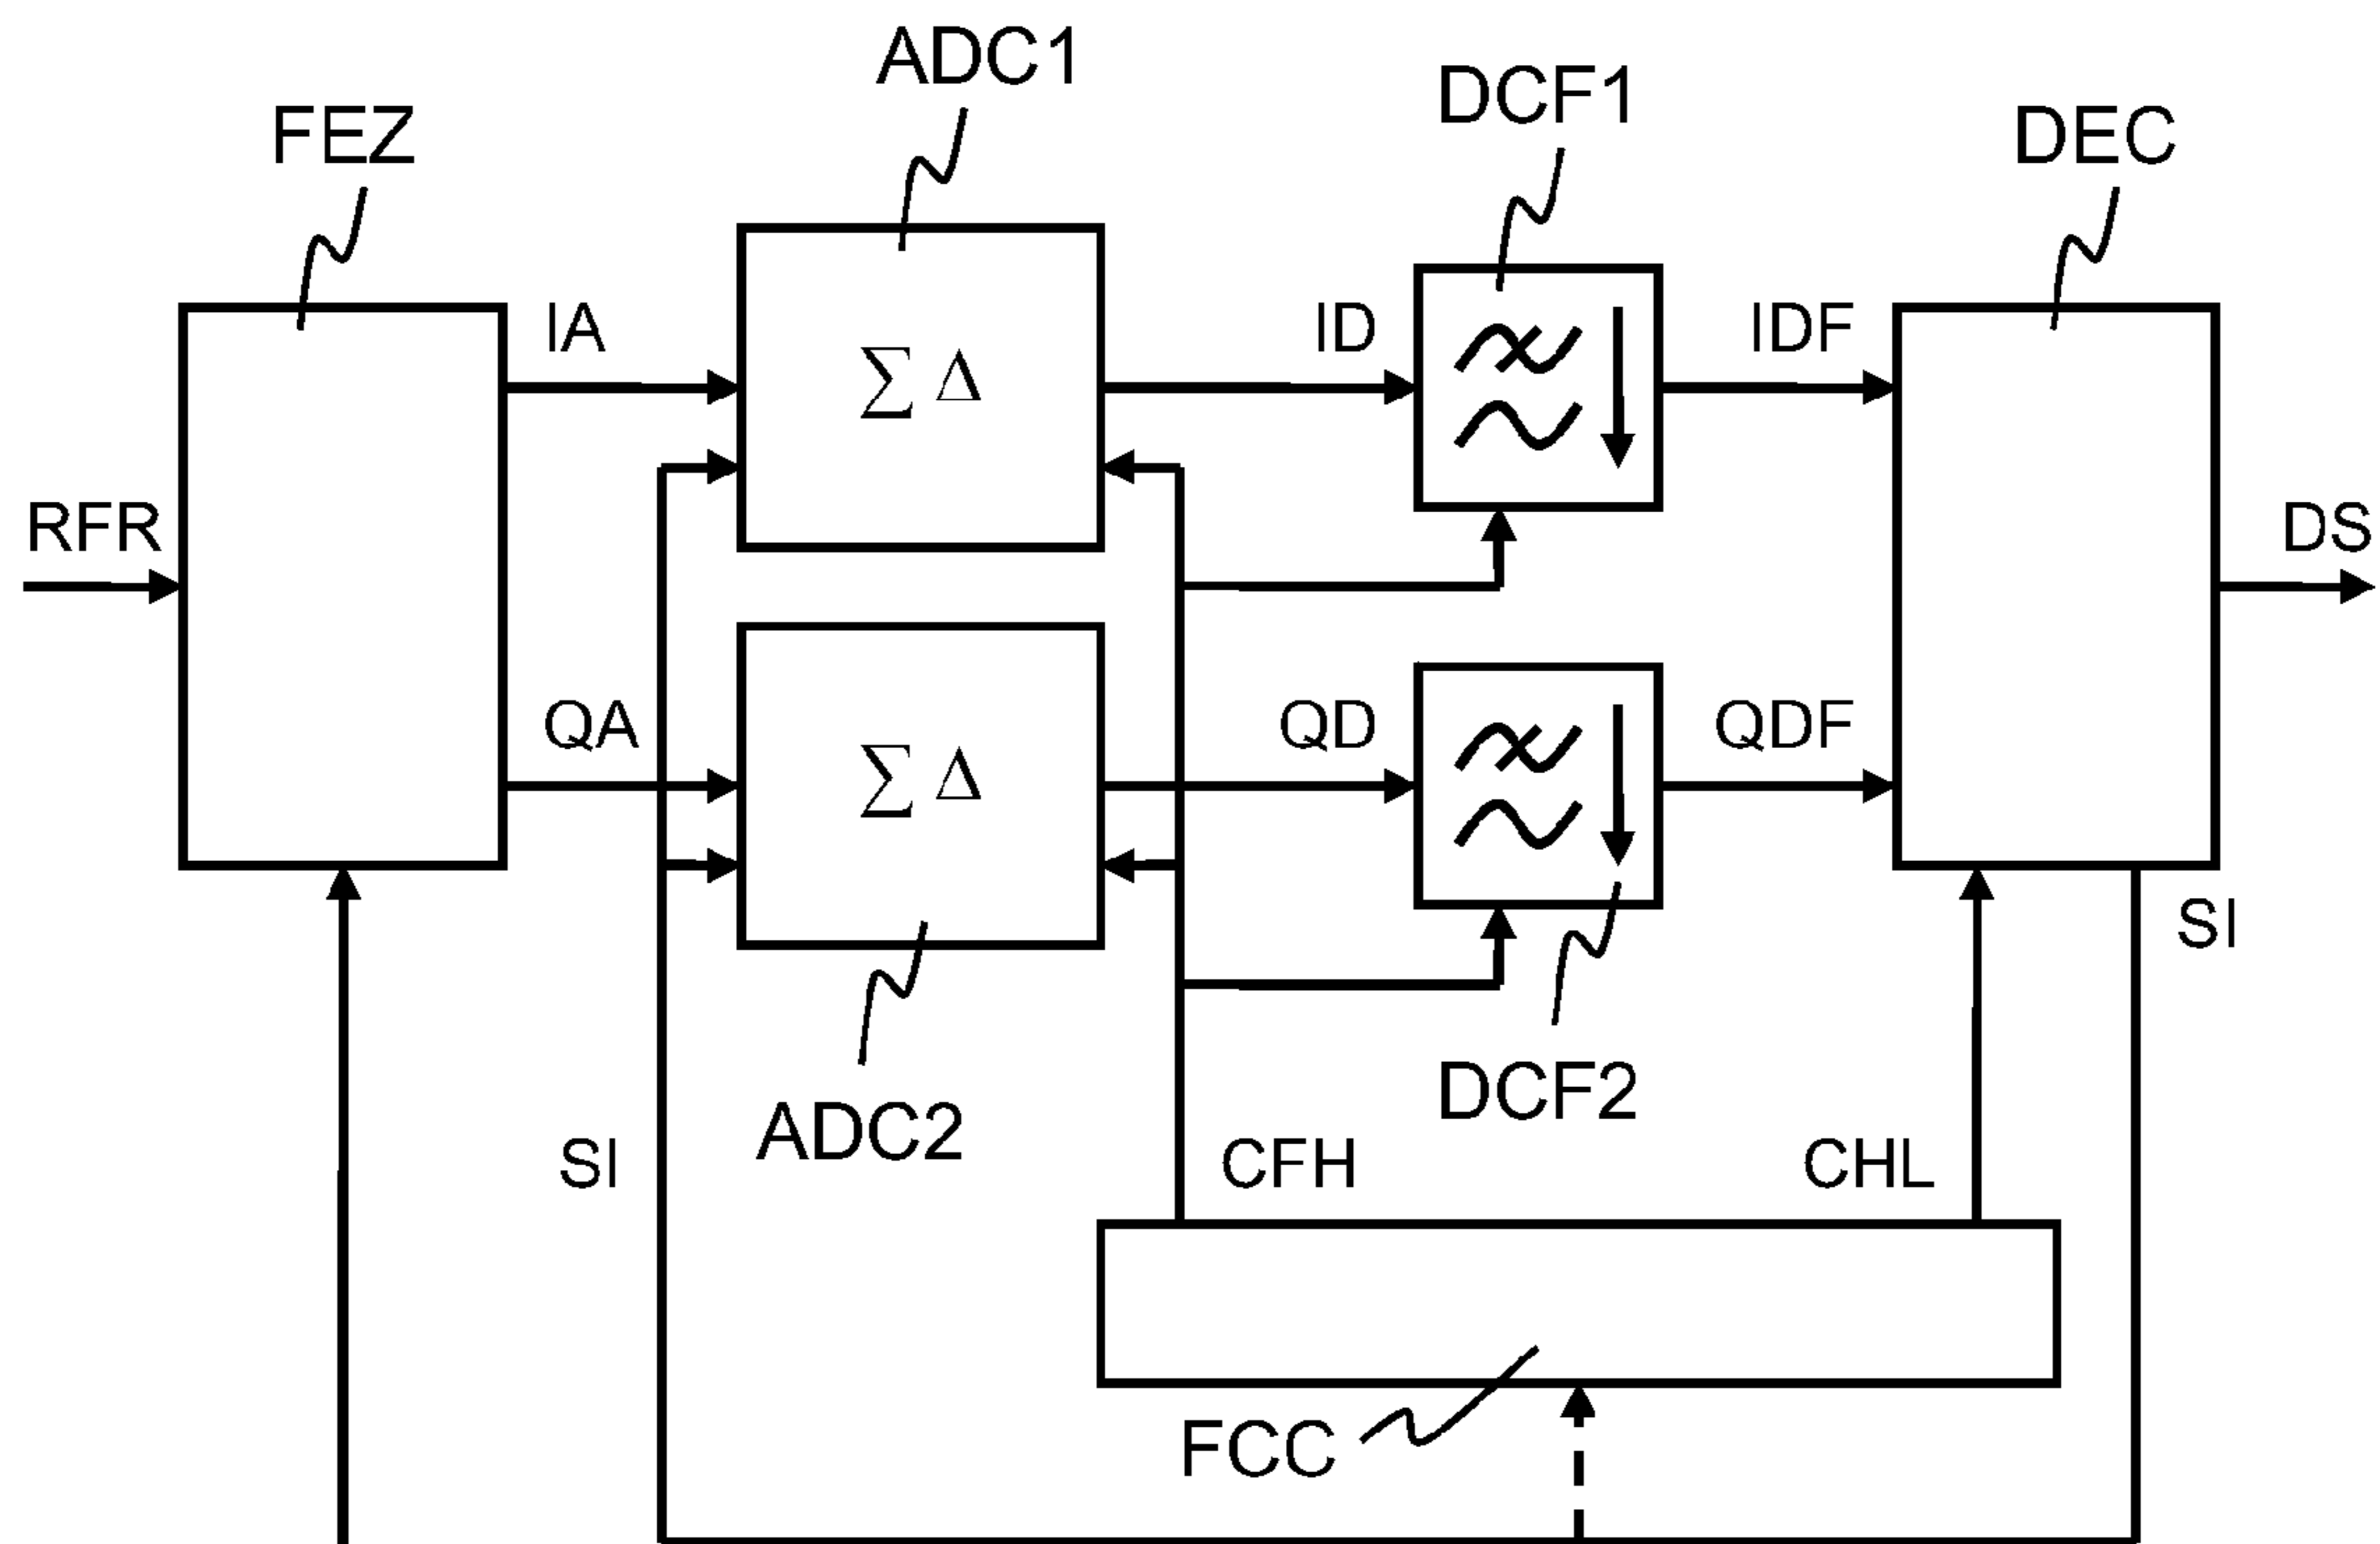 ADC1
DCF1
FEZ
DEC
IA
ID
IDF
∑ Δ
RFR
DS
QA
QD
QDF
∑ Δ
SI
DCF2
ADC2
SI
CFH
CHL
FCC